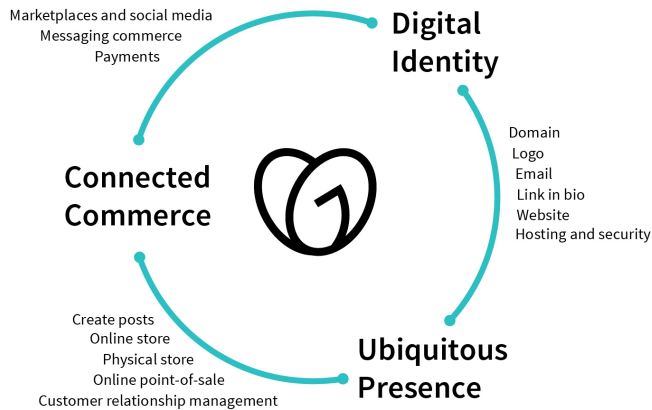 Marketplaces and social media
Messaging commerce
Payments
Digital
Identity
Domain
Logo
Email
Link in bio
Website
Hosting and security
Connected
Commerce
Create posts
Online store
Physical store
Online point-of-sale
Customer relationship management
Ubiquitous
Presence